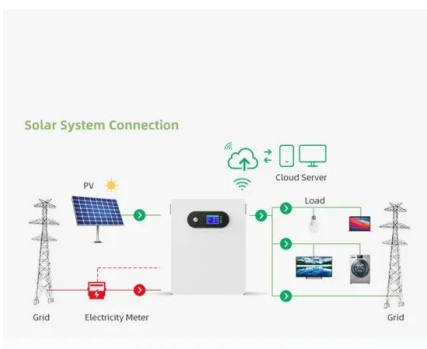 Solar System Connection
Cloud Server
PV
Load
Grid
Electricity Meter
Grid